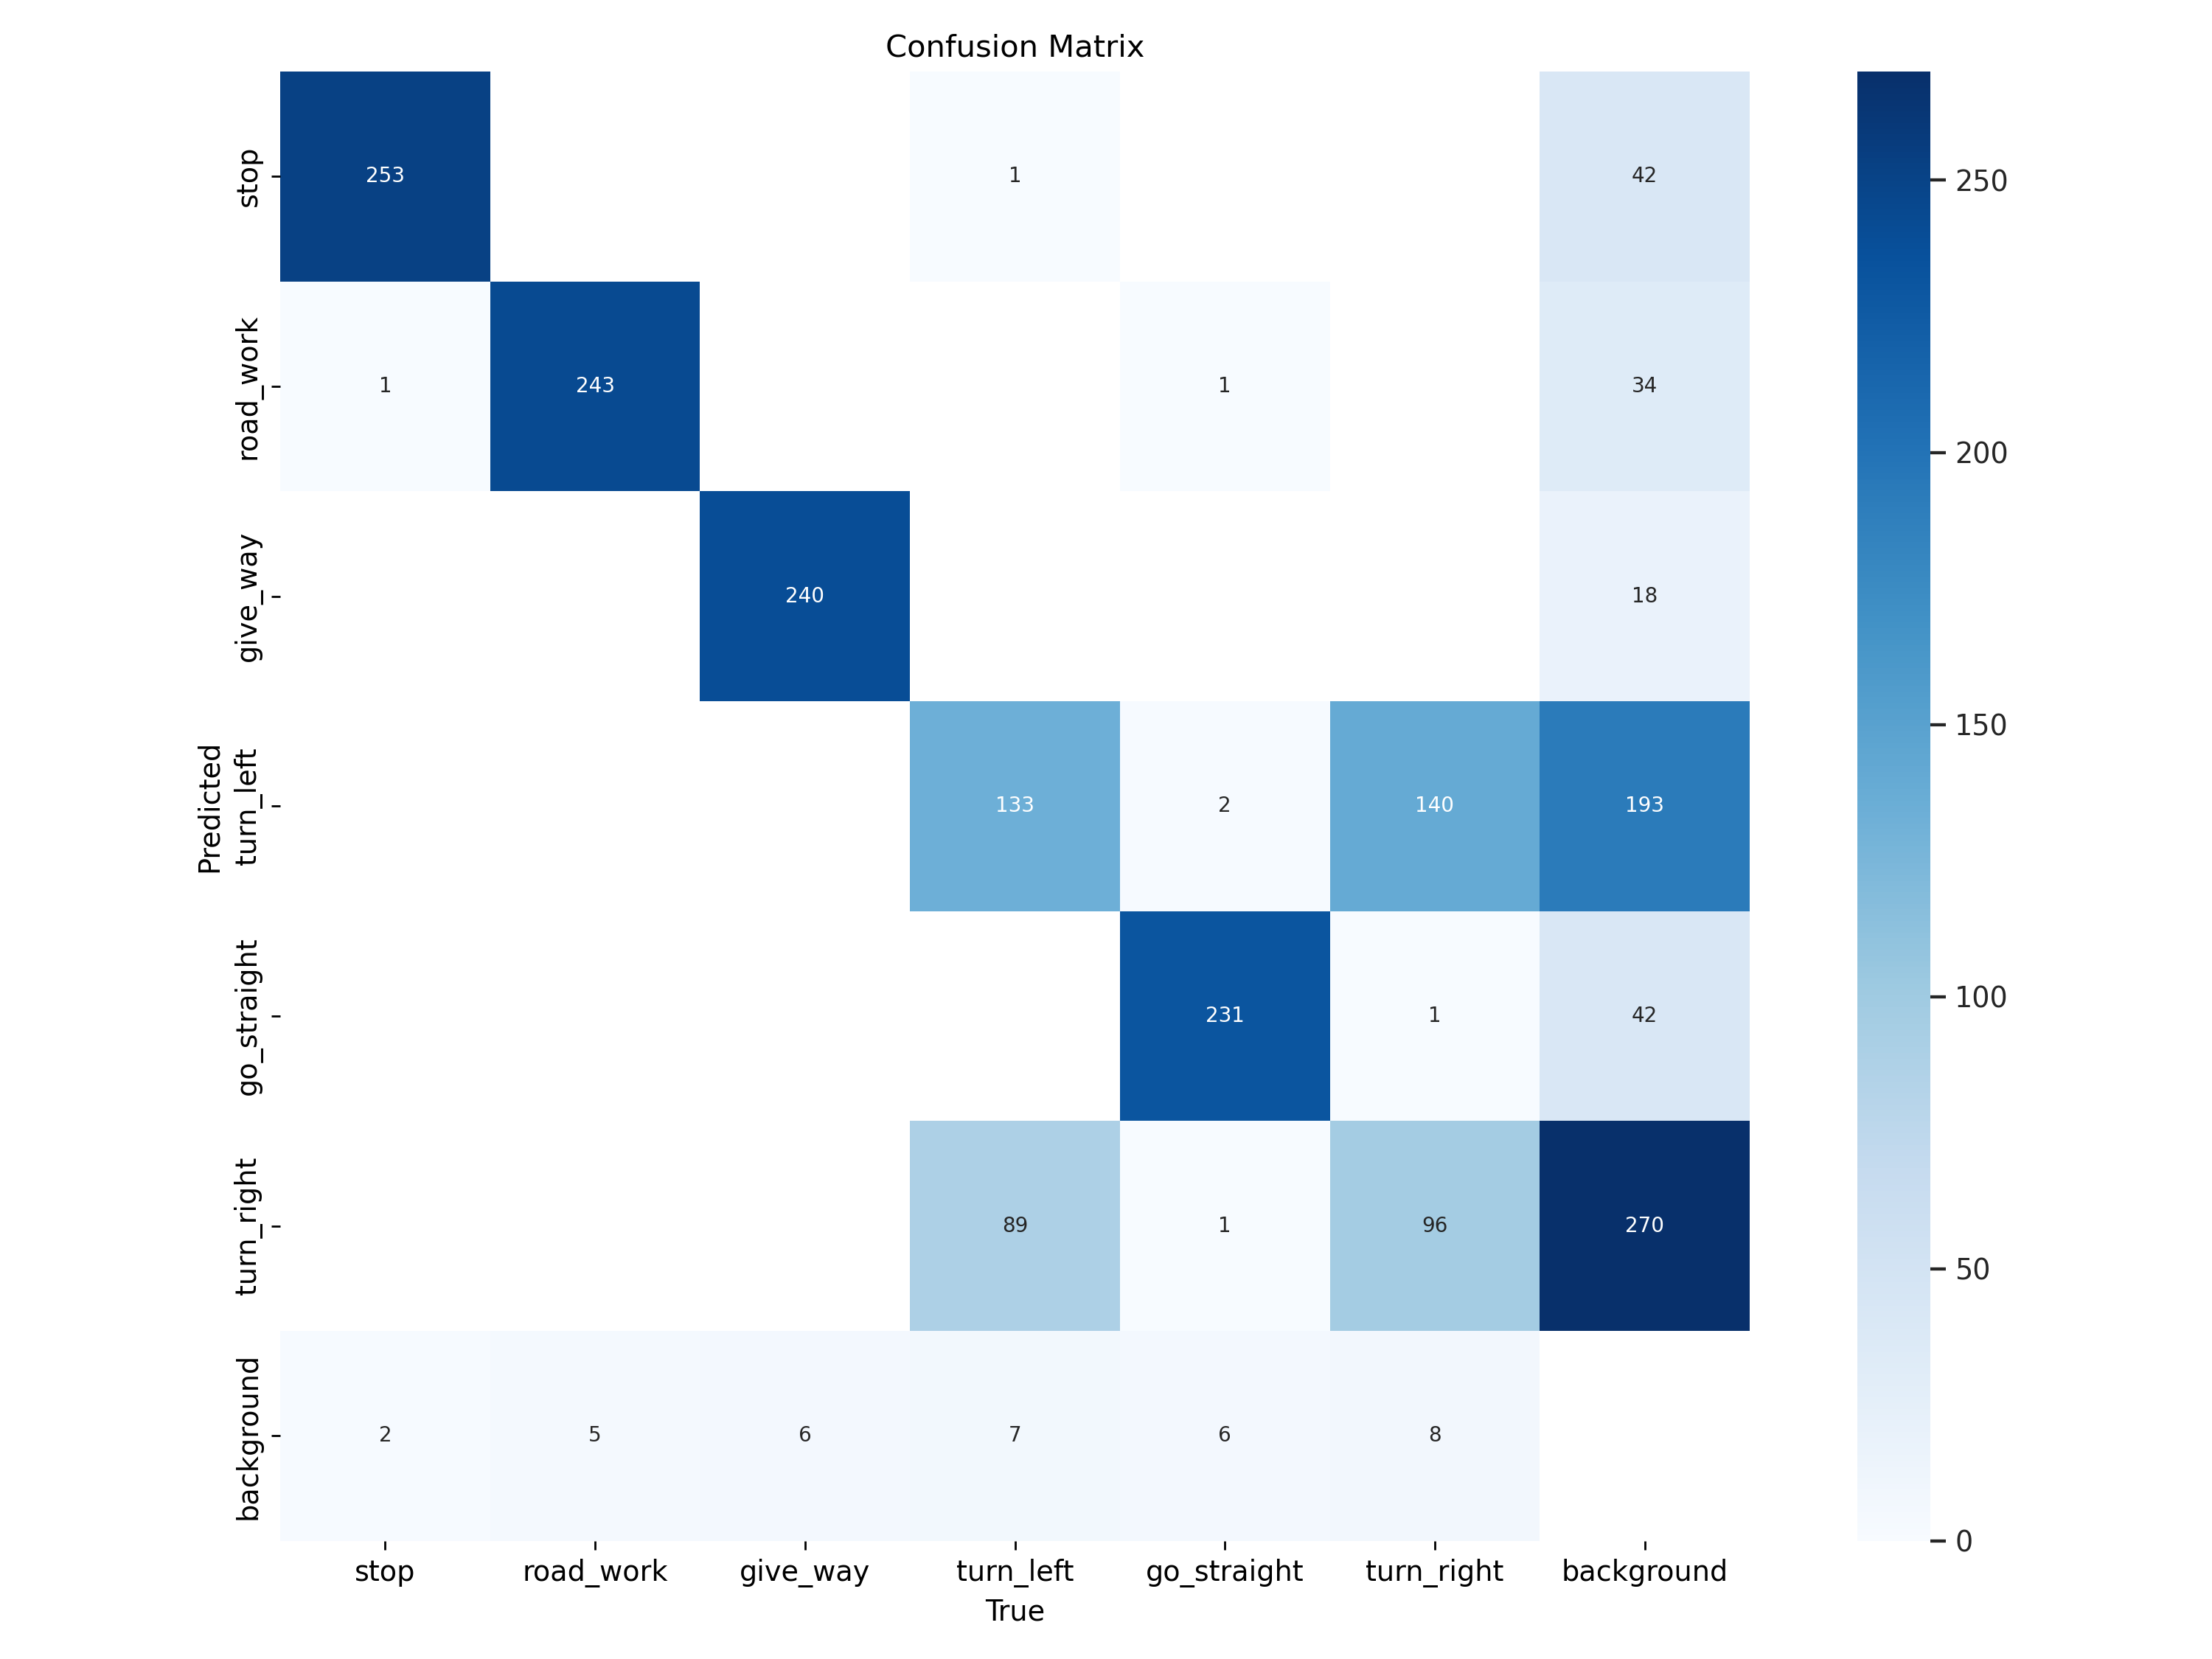 Confusion Matrix
stop 253 1 42
road_work 1 243 1 34
give_way 240 18
Predicted
turn_left 133 2 140 193
go_straight 231 1 42
turn_right 89 1 96 270
background 2 5 6 7 6 8
stop road_work give_way turn_left go_straight turn_right background
True
250
200
150
100
50
0